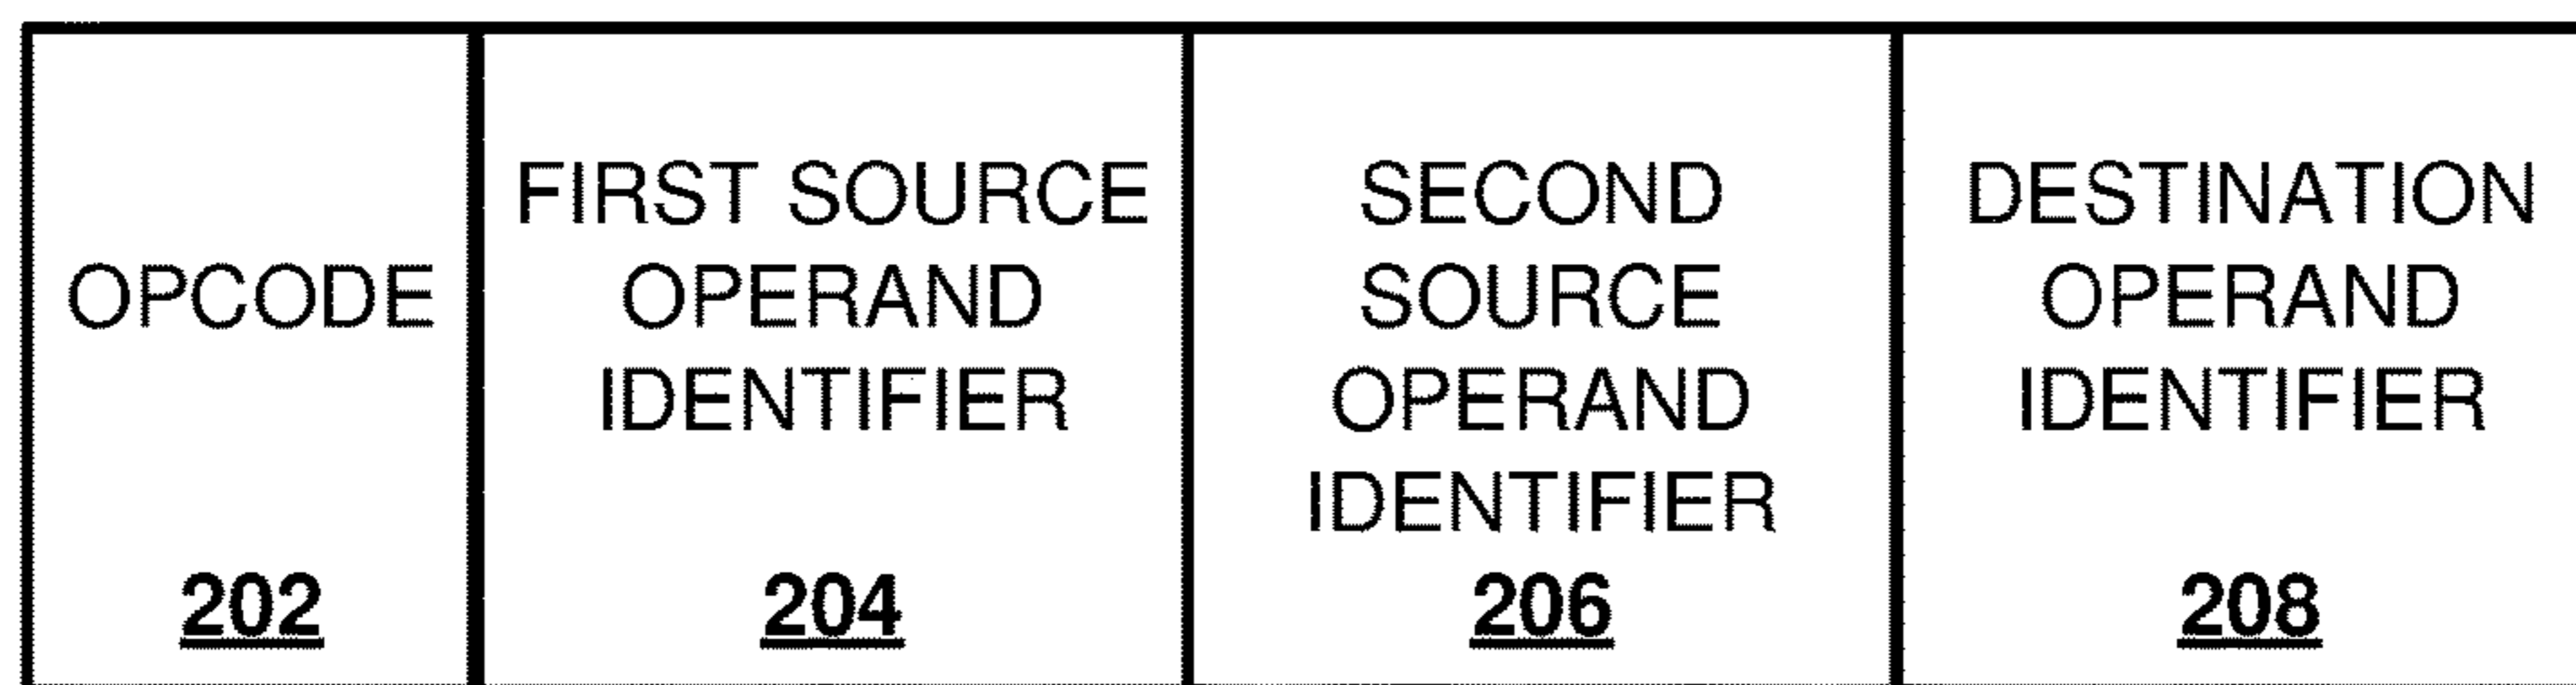 OPCODE
202
FIRST SOURCE
OPERAND
IDENTIFIER
204
SECOND
SOURCE
OPERAND
IDENTIFIER
206
DESTINATION
OPERAND
IDENTIFIER
208